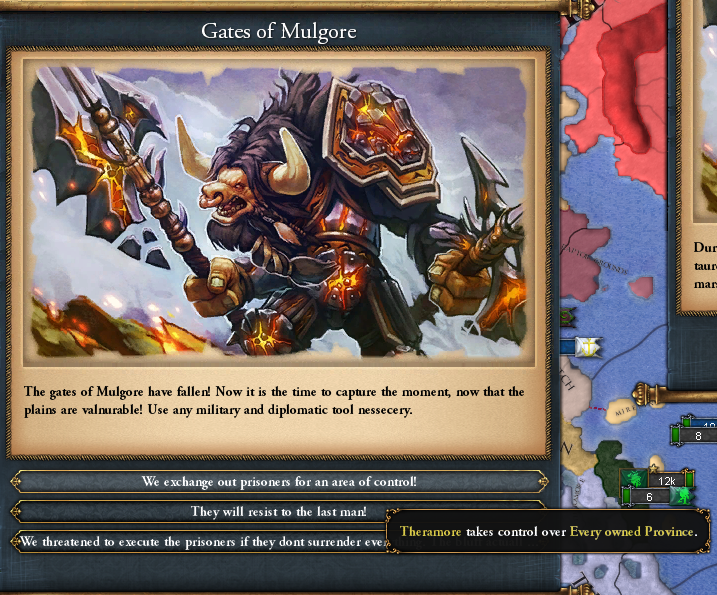 Gates of Mulgore
The gates of Mulgore have fallen! Now it is the time to capture the moment, now that the
plains are valnurable! Use any military and diplomatic tool nessecery.
We exchange out prisoners for an area of control!
They will resist to the last man!
We threatened to execute the prisoners if they dont surrender
Theramore takes control over Every owned Province.
Dur
taur
mar
8
12k
6